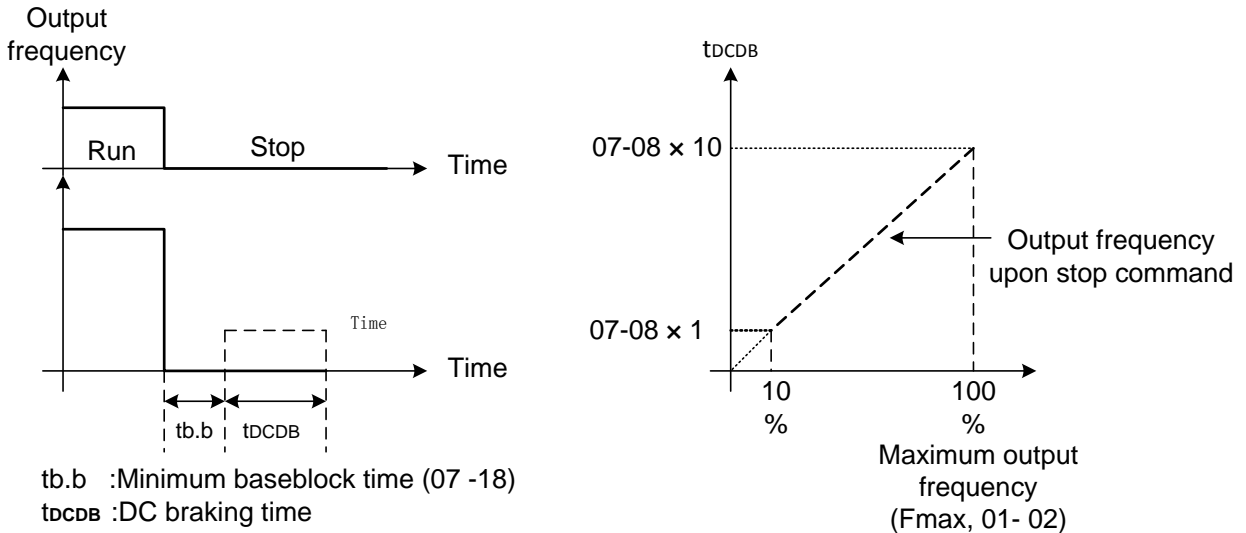 Output
frequency
Run
Stop
Time
Time
Time
tb.b
tDCDB
tb.b :Minimum baseblock time (07 -18)
tDCDB :DC braking time
tDCDB
07-08 × 10
Output frequency
upon stop command
07-08 × 1
10
%
100
%
Maximum output
frequency
(Fmax, 01- 02)